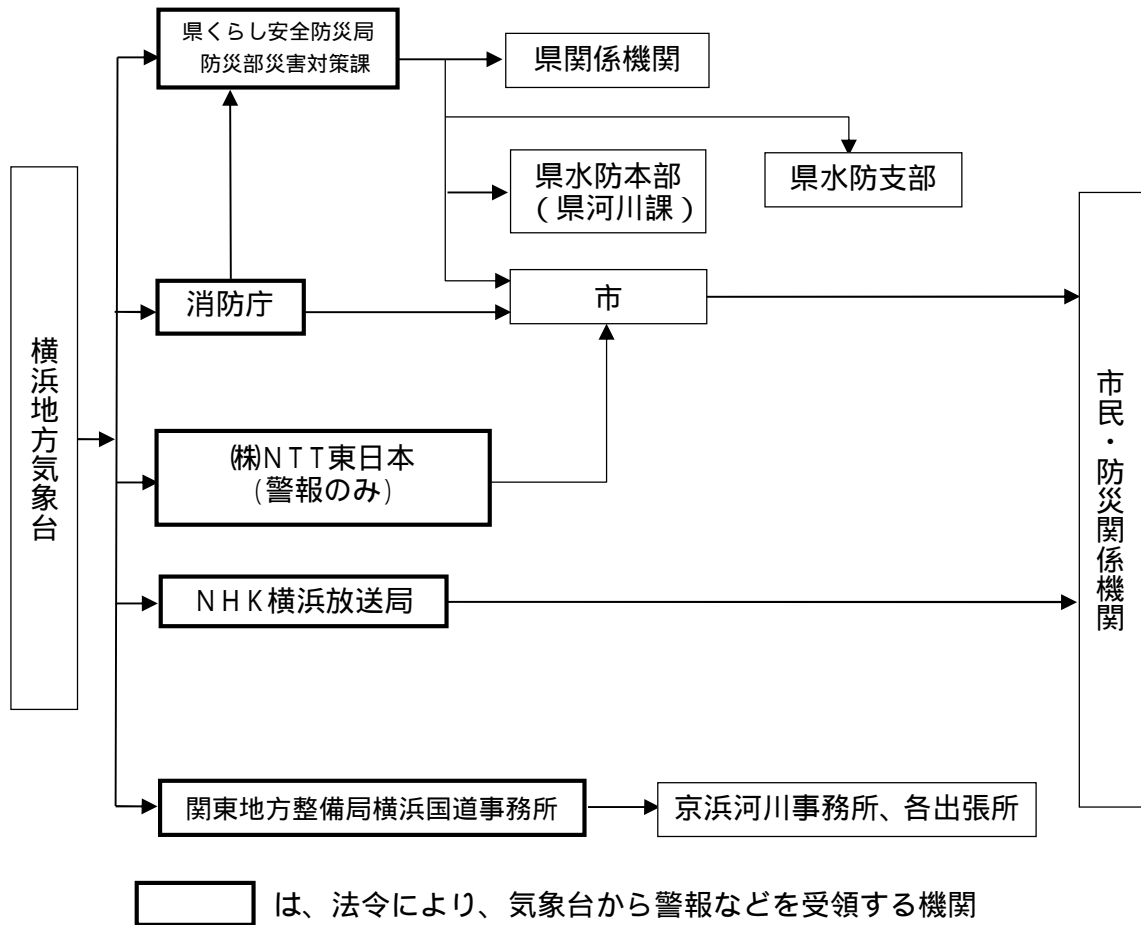 県くらし安全防災局
防災部災害対策課
県関係機関
県水防本部
（県河川課）
県水防支部
消防庁
市
横浜地方気象台
㈱NTT東日本
(警報のみ)
市民・防災関係機関
NHK横浜放送局
関東地方整備局横浜国道事務所
京浜河川事務所、各出張所
は、法令により、気象台から警報などを受領する機関